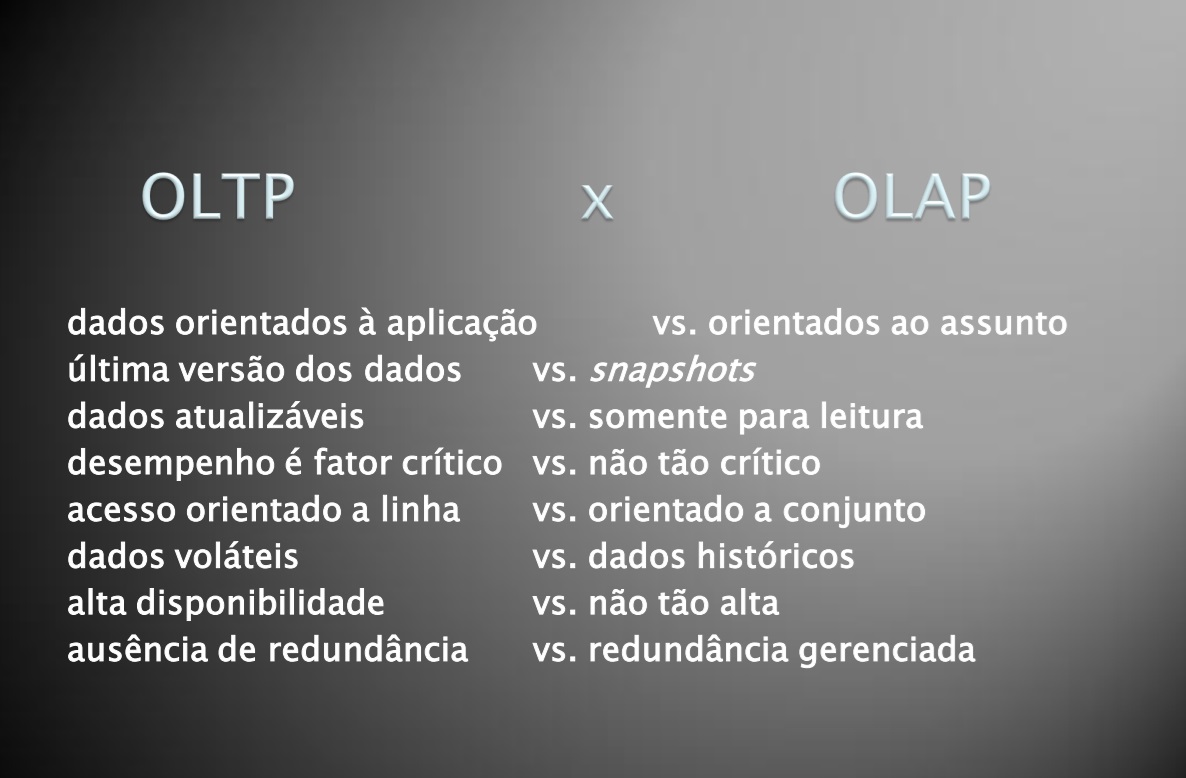 OLTP x OLAP
dados orientados à aplicação vs. orientados ao assunto
última versão dos dados vs. snapshots
dados atualizáveis vs. somente para leitura
desempenho é fator crítico vs. não tão crítico
acesso orientado a linha vs. orientado a conjunto
dados voláteis vs. dados históricos
alta disponibilidade vs. não tão alta
ausência de redundância vs. redundância gerenciada